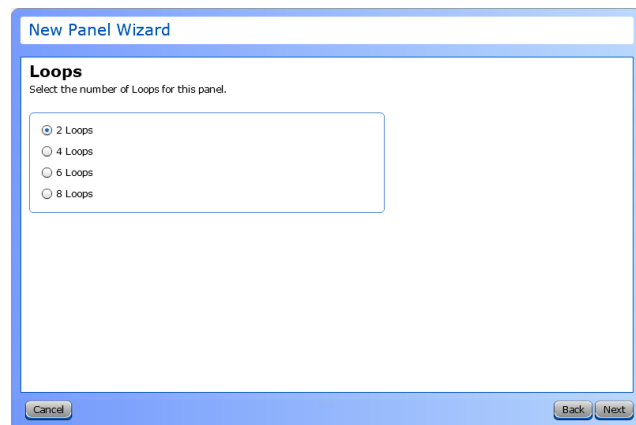 New Panel Wizard
Loops
Select the number of Loops for this panel.
2 Loops
4 Loops
6 Loops
8 Loops
Cancel
Back Next